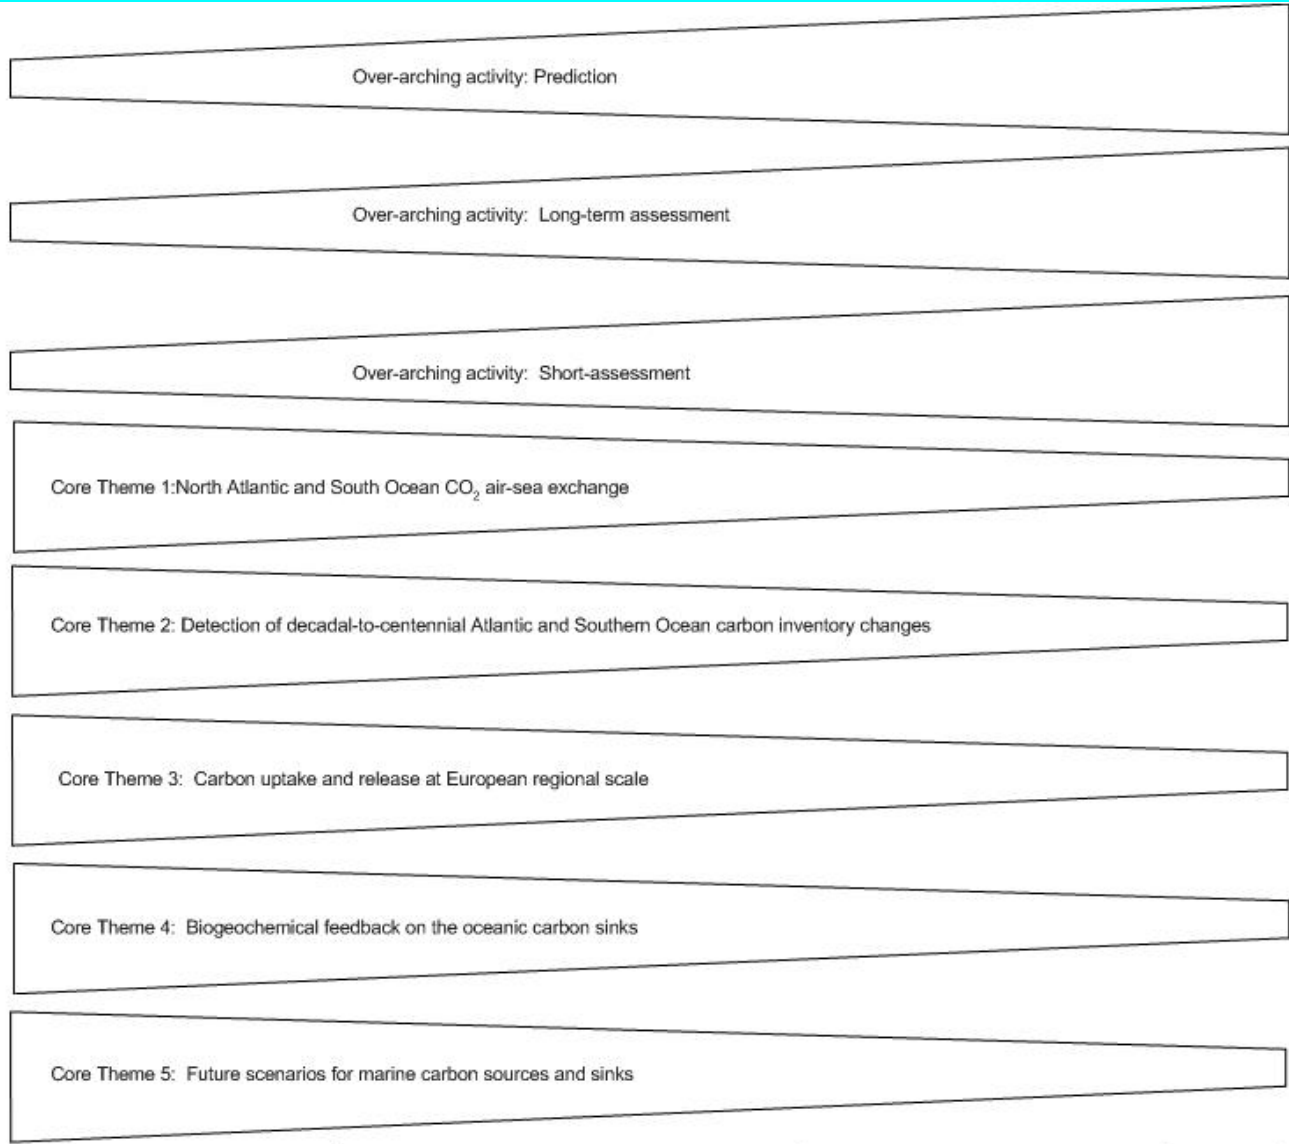 Over-arching activity: Prediction
Over-arching activity: Long-term assessment
Over-arching activity: Short-assessment
Core Theme 1:North Atlantic and South Ocean CO₂ air-sea exchange
Core Theme 2: Detection of decadal-to-centennial Atlantic and Southern Ocean carbon inventory changes
Core Theme 3: Carbon uptake and release at European regional scale
Core Theme 4: Biogeochemical feedback on the oceanic carbon sinks
Core Theme 5: Future scenarios for marine carbon sources and sinks